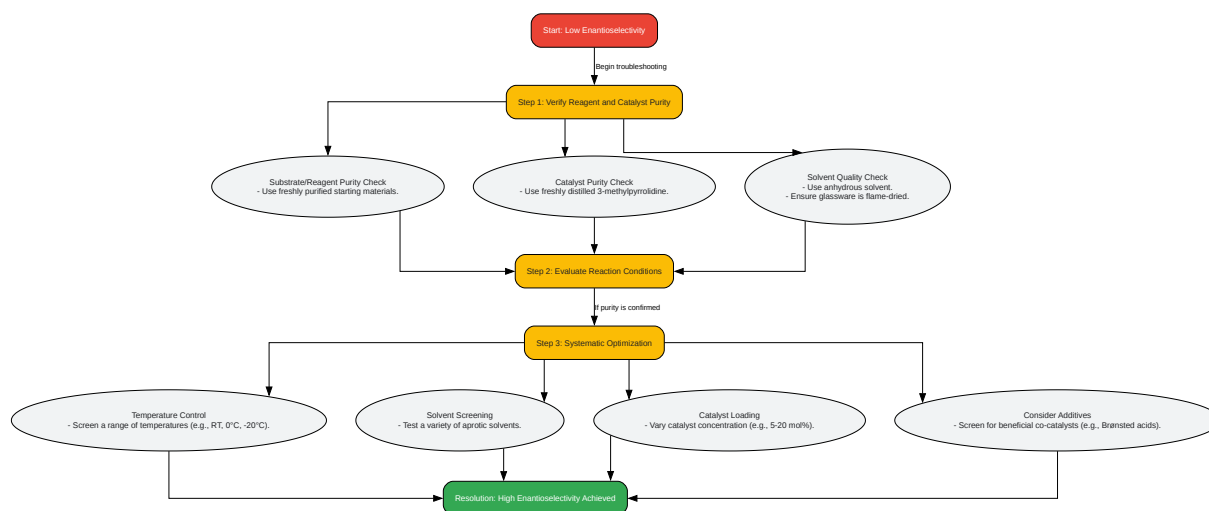 Start: Low Enantioselectivity
Begin troubleshooting
Step 1: Verify Reagent and Catalyst Purity
Substrate/Reagent Purity Check
- Use freshly purified starting materials.
Catalyst Purity Check
- Use freshly distilled 3-methylpyrrolidine.
Solvent Quality Check
- Use anhydrous solvent.
- Ensure glassware is flame-dried.
Step 2: Evaluate Reaction Conditions
If purity is confirmed
Step 3: Systematic Optimization
Temperature Control
- Screen a range of temperatures (e.g., RT, 0°C, -20°C).
Solvent Screening
- Test a variety of aprotic solvents.
Catalyst Loading
- Vary catalyst concentration (e.g., 5-20 mol%).
Consider Additives
- Screen for beneficial co-catalysts (e.g., Brønsted acids).
Resolution: High Enantioselectivity Achieved